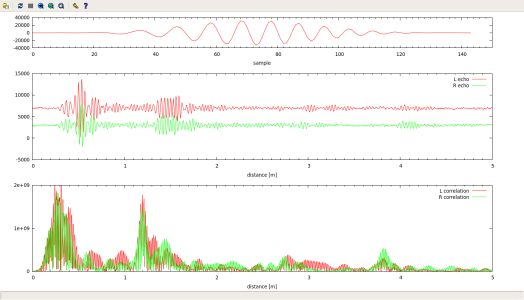 40000
20000
0
-20000
-40000
0 20 40 60 80 100 120 140
sample
15000
10000
5000
0
-5000
L echo
R echo
0 1 2 3 4 5
distance [m]
2e+09
1e+09
0
L correlation
R correlation
0 1 2 3 4 5
distance [m]